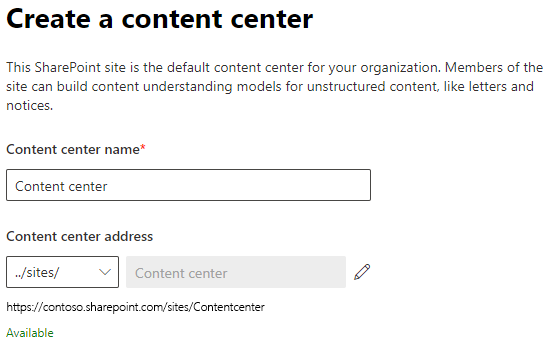 Create a content center
This SharePoint site is the default content center for your organization. Members of the
site can build content understanding models for unstructured content, like letters and
notices.
Content center name*
Content center
Content center address
../sites/ Content center
https://contoso.sharepoint.com/sites/Contentcenter
Available